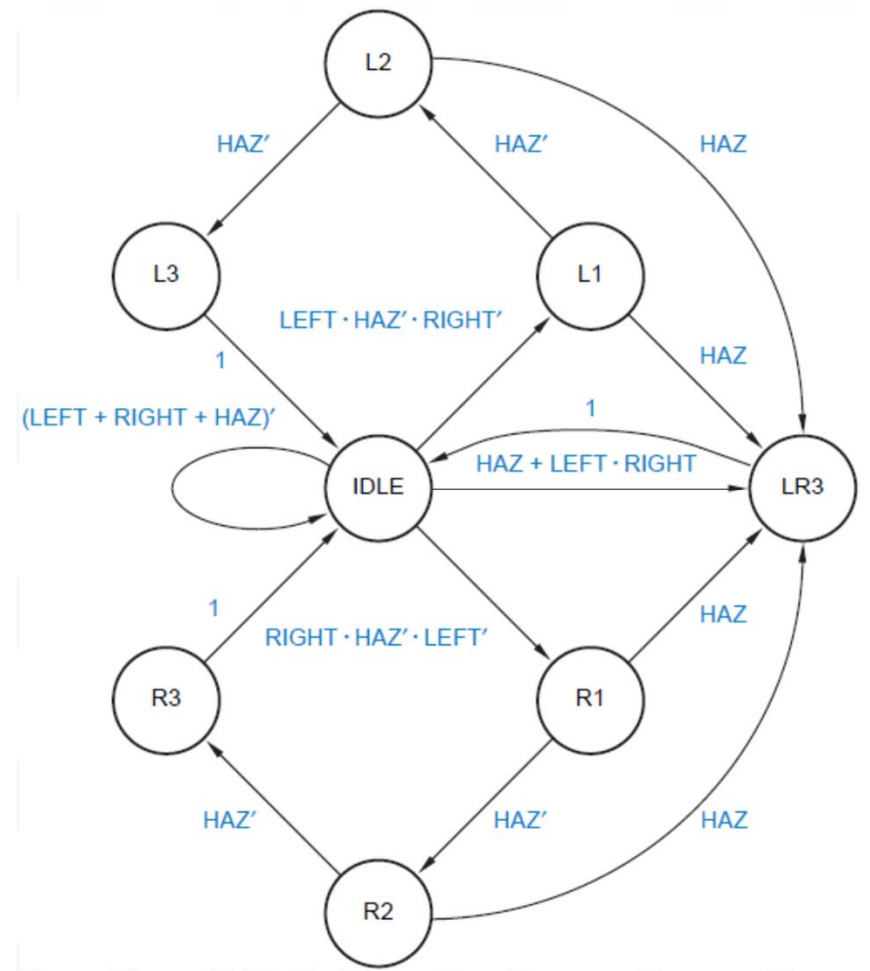 L2
HAZ′
HAZ′
HAZ
L3
L1
LEFT · HAZ′ · RIGHT′
1
HAZ
(LEFT + RIGHT + HAZ)′
1
HAZ + LEFT · RIGHT
IDLE
LR3
1
RIGHT · HAZ′ · LEFT′
HAZ
R3
R1
HAZ′
HAZ′
HAZ
R2